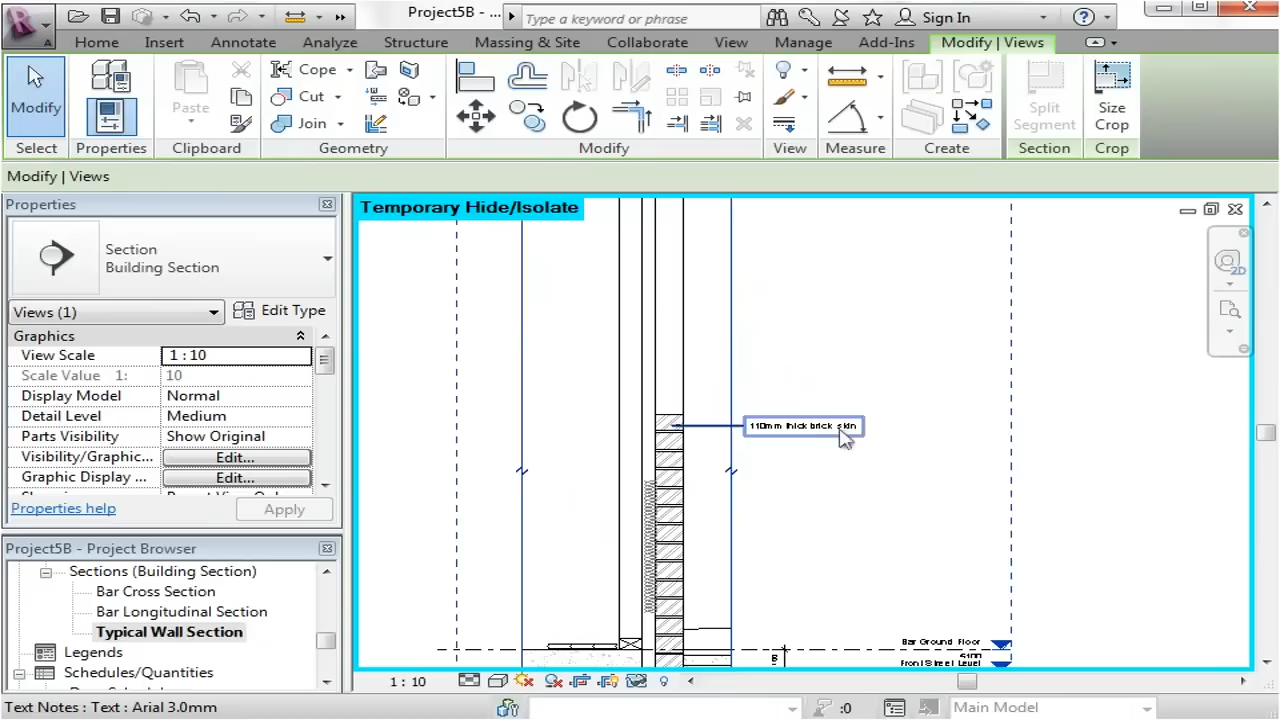 Project5B - ...
Type a keyword or phrase
Sign In
Home Insert Annotate Analyze Structure Massing & Site Collaborate View Manage Add-Ins Modify | Views
Modify
Paste
Cope
Cut
Join
Split Segment
Size Crop
Select Properties Clipboard Geometry Modify View Measure Create Section Crop
Modify | Views
Properties
Section
Building Section
Views (1) Edit Type
Graphics
View Scale 1 : 10
Scale Value 1: 10
Display Model Normal
Detail Level Medium
Parts Visibility Show Original
Visibility/Graphic... Edit...
Graphic Display ... Edit...
Properties help Apply
Project5B - Project Browser
Sections (Building Section)
Bar Cross Section
Bar Longitudinal Section
Typical Wall Section
Legends
Schedules/Quantities
Temporary Hide/Isolate
2D
110mm thick brick skin
Bar Ground Floor
5100
Front Street Level
1 : 10
Text Notes : Text : Arial 3.0mm
:0
Main Model